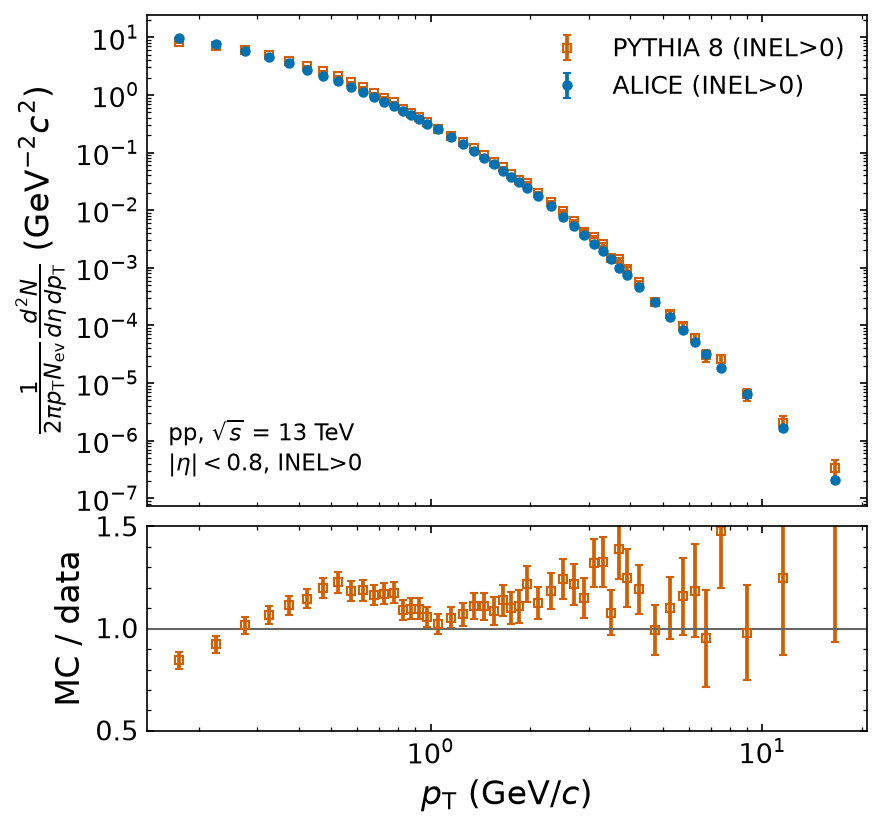 10¹
PYTHIA 8 (INEL>0)
ALICE (INEL>0)
10⁰
10⁻¹
10⁻²
10⁻³
10⁻⁴
10⁻⁵
10⁻⁶
10⁻⁷
1/(2πp_T N_ev) d²N/(dη dp_T) (GeV⁻²c²)
pp, √s = 13 TeV
|η| < 0.8, INEL>0
1.5
1.0
0.5
MC / data
10⁰ 10¹
p_T (GeV/c)